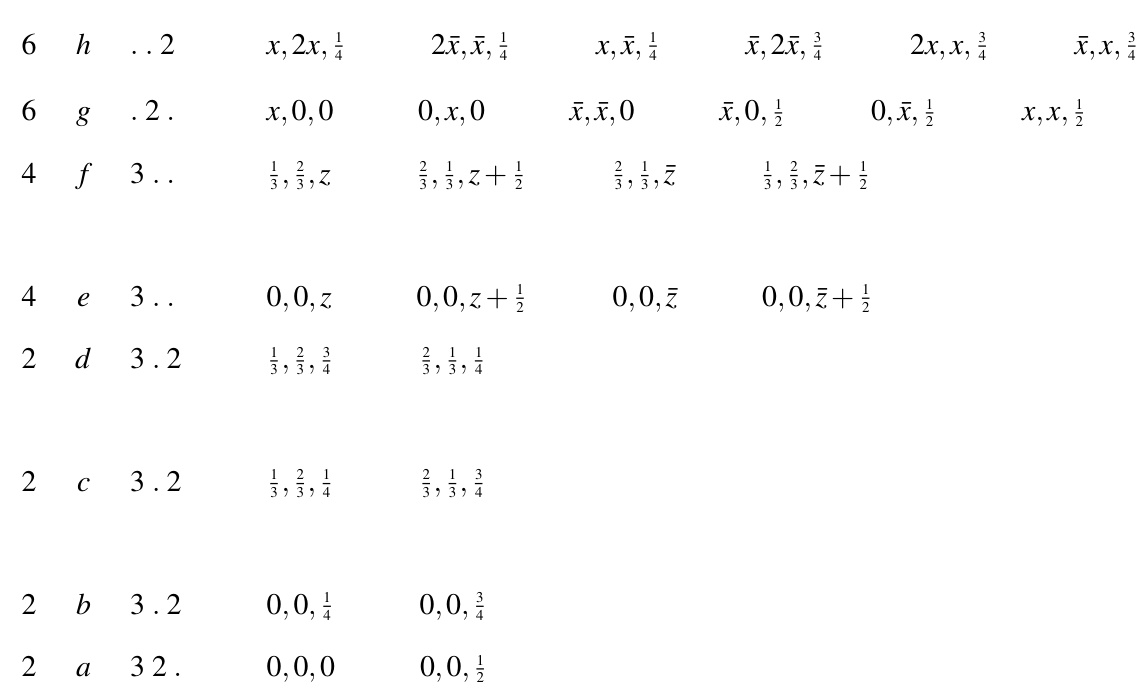 6 h . . 2 x, 2x, 1/4 2x̄, x̄, 1/4 x, x̄, 1/4 x̄, 2x̄, 3/4 2x, x, 3/4 x̄, x, 3/4
6 g . 2 . x, 0, 0 0, x, 0 x̄, x̄, 0 x̄, 0, 1/2 0, x̄, 1/2 x, x, 1/2
4 f 3 . . 1/3, 2/3, z 2/3, 1/3, z + 1/2 2/3, 1/3, z̄ 1/3, 2/3, z̄ + 1/2
4 e 3 . . 0, 0, z 0, 0, z + 1/2 0, 0, z̄ 0, 0, z̄ + 1/2
2 d 3 . 2 1/3, 2/3, 3/4 2/3, 1/3, 1/4
2 c 3 . 2 1/3, 2/3, 1/4 2/3, 1/3, 3/4
2 b 3 . 2 0, 0, 1/4 0, 0, 3/4
2 a 3 2 . 0, 0, 0 0, 0, 1/2